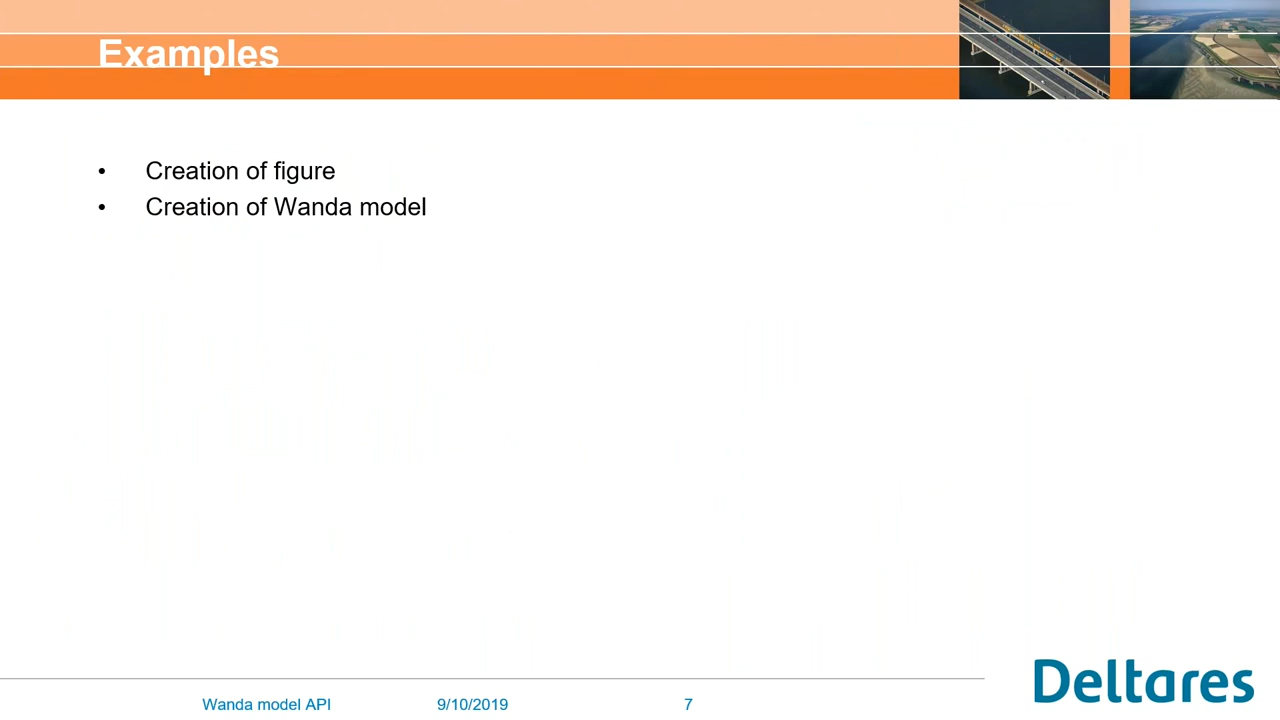 Examples
• Creation of figure
• Creation of Wanda model
Wanda model API 9/10/2019 7
Deltares